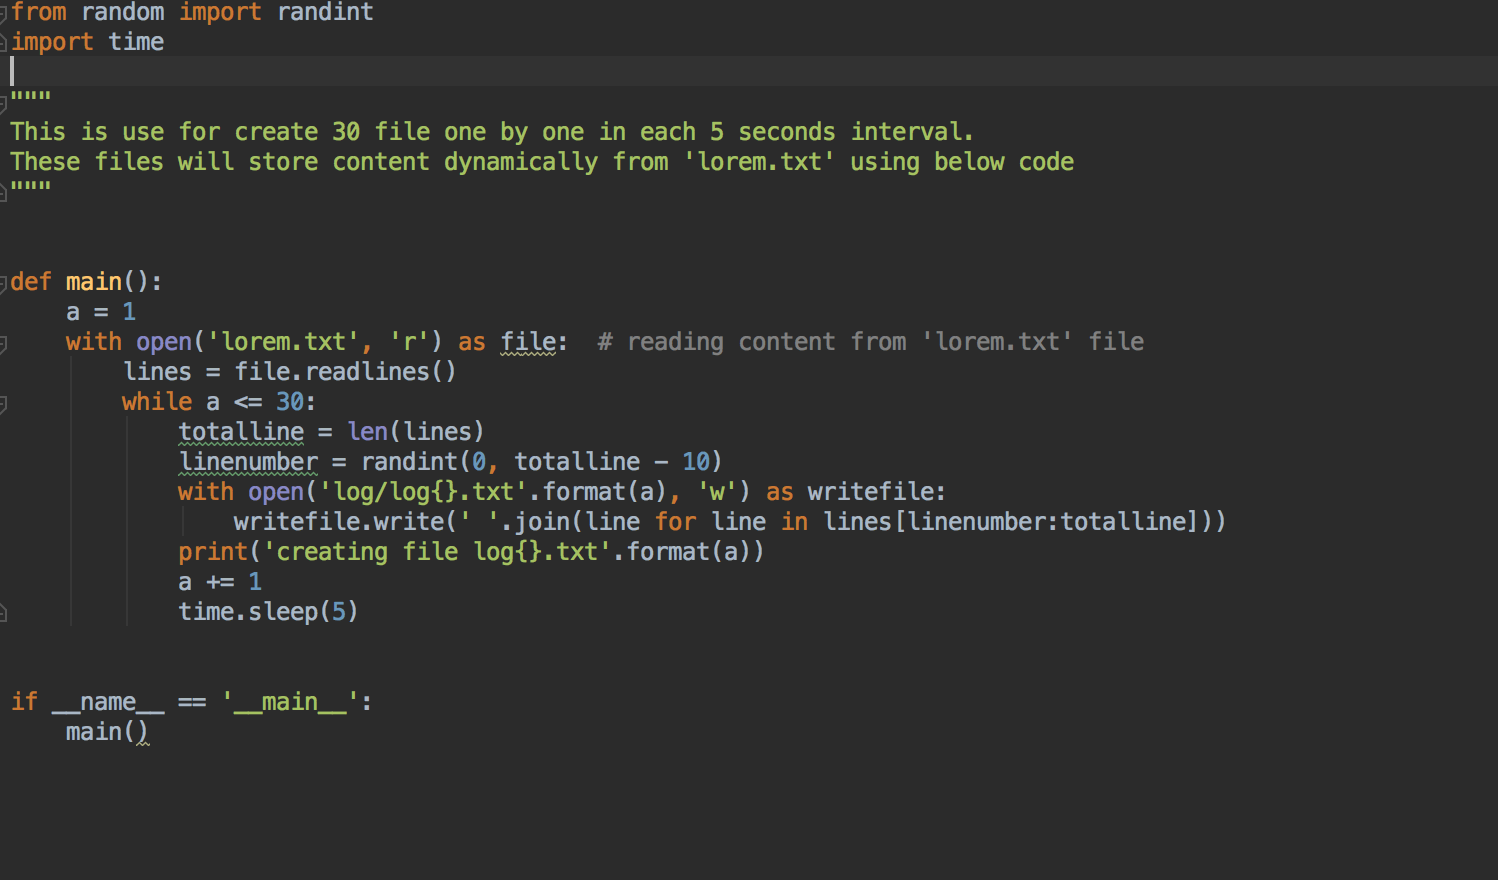 from random import randint
import time
"""
This is use for create 30 file one by one in each 5 seconds interval.
These files will store content dynamically from 'lorem.txt' using below code
"""
def main():
    a = 1
    with open('lorem.txt', 'r') as file:  # reading content from 'lorem.txt' file
        lines = file.readlines()
        while a <= 30:
            totalline = len(lines)
            linenumber = randint(0, totalline - 10)
            with open('log/log{}.txt'.format(a), 'w') as writefile:
                writefile.write(' '.join(line for line in lines[linenumber:totalline]))
            print('creating file log{}.txt'.format(a))
            a += 1
            time.sleep(5)
if __name__ == '__main__':
    main()